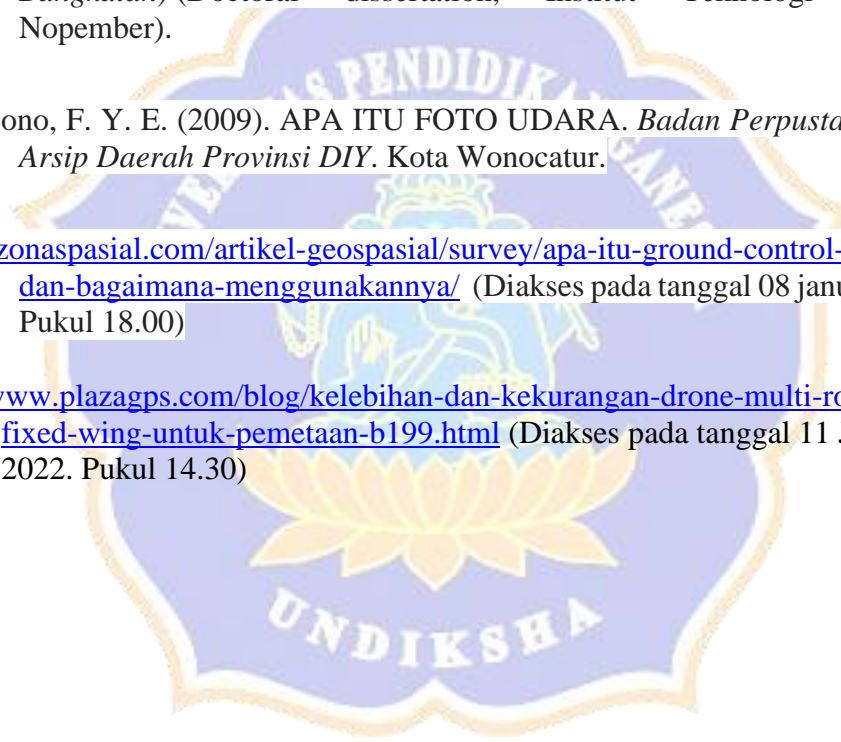 Bangkalan) (Doctoral dissertation, Institut Teknologi
Nopember).
ono, F. Y. E. (2009). APA ITU FOTO UDARA. Badan Perpusta
Arsip Daerah Provinsi DIY. Kota Wonocatur.
zonaspasial.com/artikel-geospasial/survey/apa-itu-ground-control-
dan-bagaimana-menggunakannya/ (Diakses pada tanggal 08 janu
Pukul 18.00)
www.plazagps.com/blog/kelebihan-dan-kekurangan-drone-multi-ro
fixed-wing-untuk-pemetaan-b199.html (Diakses pada tanggal 11
2022. Pukul 14.30)
PENDIDIKAN
UNDIKSHA